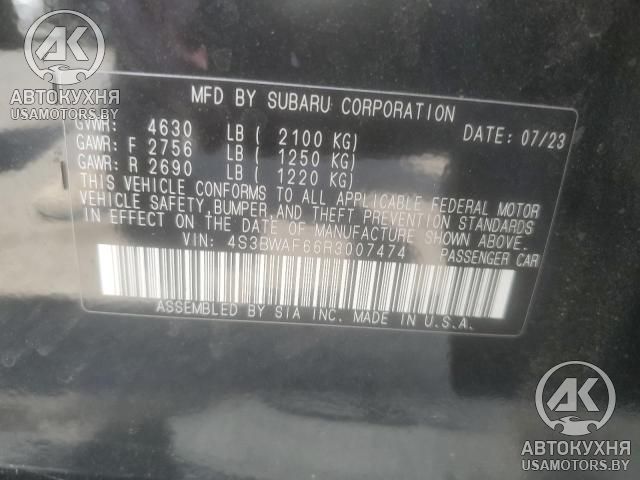 AK
АВТОКУХНЯ
USAMOTORS.BY
MFD BY SUBARU CORPORATION
GVWR: 4630 LB ( 2100 KG) DATE: 07/23
GAWR: F 2756 LB ( 1250 KG)
GAWR: R 2690 LB ( 1220 KG)
THIS VEHICLE CONFORMS TO ALL APPLICABLE FEDERAL MOTOR
VEHICLE SAFETY, BUMPER, AND THEFT PREVENTION STANDARDS
IN EFFECT ON THE DATE OF MANUFACTURE SHOWN ABOVE.
VIN: 4S3BWAF66R3007474 PASSENGER CAR
ASSEMBLED BY SIA INC. MADE IN U.S.A.
AK
АВТОКУХНЯ
USAMOTORS.BY